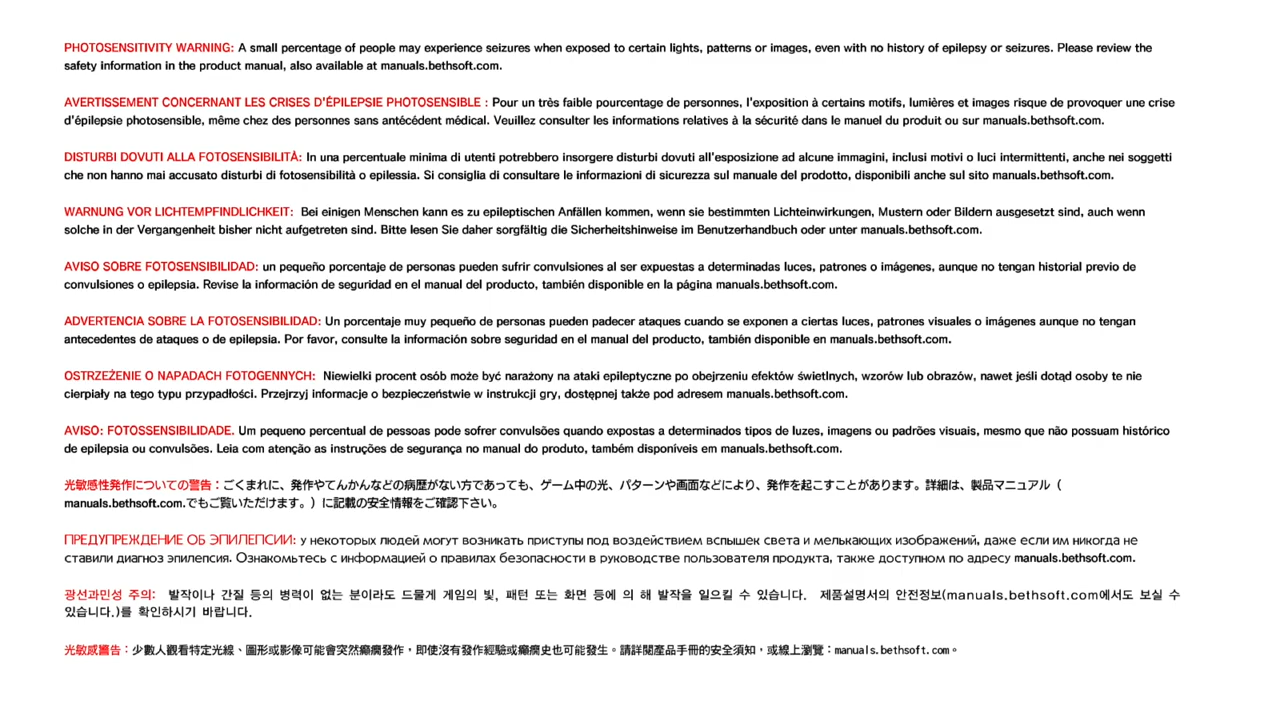 PHOTOSENSITIVITY WARNING: A small percentage of people may experience seizures when exposed to certain lights, patterns or images, even with no history of epilepsy or seizures. Please review the
safety information in the product manual, also available at manuals.bethsoft.com.
AVERTISSEMENT CONCERNANT LES CRISES D'ÉPILEPSIE PHOTOSENSIBLE : Pour un très faible pourcentage de personnes, l'exposition à certains motifs, lumières et images risque de provoquer une crise
d'épilepsie photosensible, même chez des personnes sans antécédent médical. Veuillez consulter les informations relatives à la sécurité dans le manuel du produit ou sur manuals.bethsoft.com.
DISTURBI DOVUTI ALLA FOTOSENSIBILITÀ: In una percentuale minima di utenti potrebbero insorgere disturbi dovuti all'esposizione ad alcune immagini, inclusi motivi o luci intermittenti, anche nei soggetti
che non hanno mai accusato disturbi di fotosensibilità o epilessia. Si consiglia di consultare le informazioni di sicurezza sul manuale del prodotto, disponibili anche sul sito manuals.bethsoft.com.
WARNUNG VOR LICHTEMPFINDLICHKEIT: Bei einigen Menschen kann es zu epileptischen Anfällen kommen, wenn sie bestimmten Lichteinwirkungen, Mustern oder Bildern ausgesetzt sind, auch wenn
solche in der Vergangenheit bisher nicht aufgetreten sind. Bitte lesen Sie daher sorgfältig die Sicherheitshinweise im Benutzerhandbuch oder unter manuals.bethsoft.com.
AVISO SOBRE FOTOSENSIBILIDAD: un pequeño porcentaje de personas pueden sufrir convulsiones al ser expuestas a determinadas luces, patrones o imágenes, aunque no tengan historial previo de
convulsiones o epilepsia. Revise la información de seguridad en el manual del producto, también disponible en la página manuals.bethsoft.com.
ADVERTENCIA SOBRE LA FOTOSENSIBILIDAD: Un porcentaje muy pequeño de personas pueden padecer ataques cuando se exponen a ciertas luces, patrones visuales o imágenes aunque no tengan
antecedentes de ataques o de epilepsia. Por favor, consulte la información sobre seguridad en el manual del producto, también disponible en manuals.bethsoft.com.
OSTRZEŻENIE O NAPADACH FOTOGENNYCH: Niewielki procent osób może być narażony na ataki epileptyczne po obejrzeniu efektów świetlnych, wzorów lub obrazów, nawet jeśli dotąd osoby te nie
cierpiały na tego typu przypadłości. Przejrzyj informacje o bezpieczeństwie w instrukcji gry, dostępnej także pod adresem manuals.bethsoft.com.
AVISO: FOTOSSENSIBILIDADE. Um pequeno percentual de pessoas pode sofrer convulsões quando expostas a determinados tipos de luzes, imagens ou padrões visuais, mesmo que não possuam histórico
de epilepsia ou convulsões. Leia com atenção as instruções de segurança no manual do produto, também disponíveis em manuals.bethsoft.com.
光敏感性発作についての警告：ごくまれに、発作やてんかんなどの病歴がない方であっても、ゲーム中の光、パターンや画面などにより、発作を起こすことがあります。詳細は、製品マニュアル（
manuals.bethsoft.com.でもご覧いただけます。）に記載の安全情報をご確認下さい。
ПРЕДУПРЕЖДЕНИЕ ОБ ЭПИЛЕПСИИ: у некоторых людей могут возникать приступы под воздействием вспышек света и мелькающих изображений, даже если им никогда не
ставили диагноз эпилепсия. Ознакомьтесь с информацией о правилах безопасности в руководстве пользователя продукта, также доступном по адресу manuals.bethsoft.com.
광선과민성 주의: 발작이나 간질 등의 병력이 없는 분이라도 드물게 게임의 빛, 패턴 또는 화면 등에 의 해 발작을 일으킬 수 있습니다. 제품설명서의 안전정보(manuals.bethsoft.com에서도 보실 수
있습니다.)를 확인하시기 바랍니다.
光敏感警告：少數人觀看特定光線、圖形或影像可能會突然癲癇發作，即使沒有發作經驗或癲癇史也可能發生。請詳閱產品手冊的安全須知，或線上瀏覽：manuals.bethsoft.com。